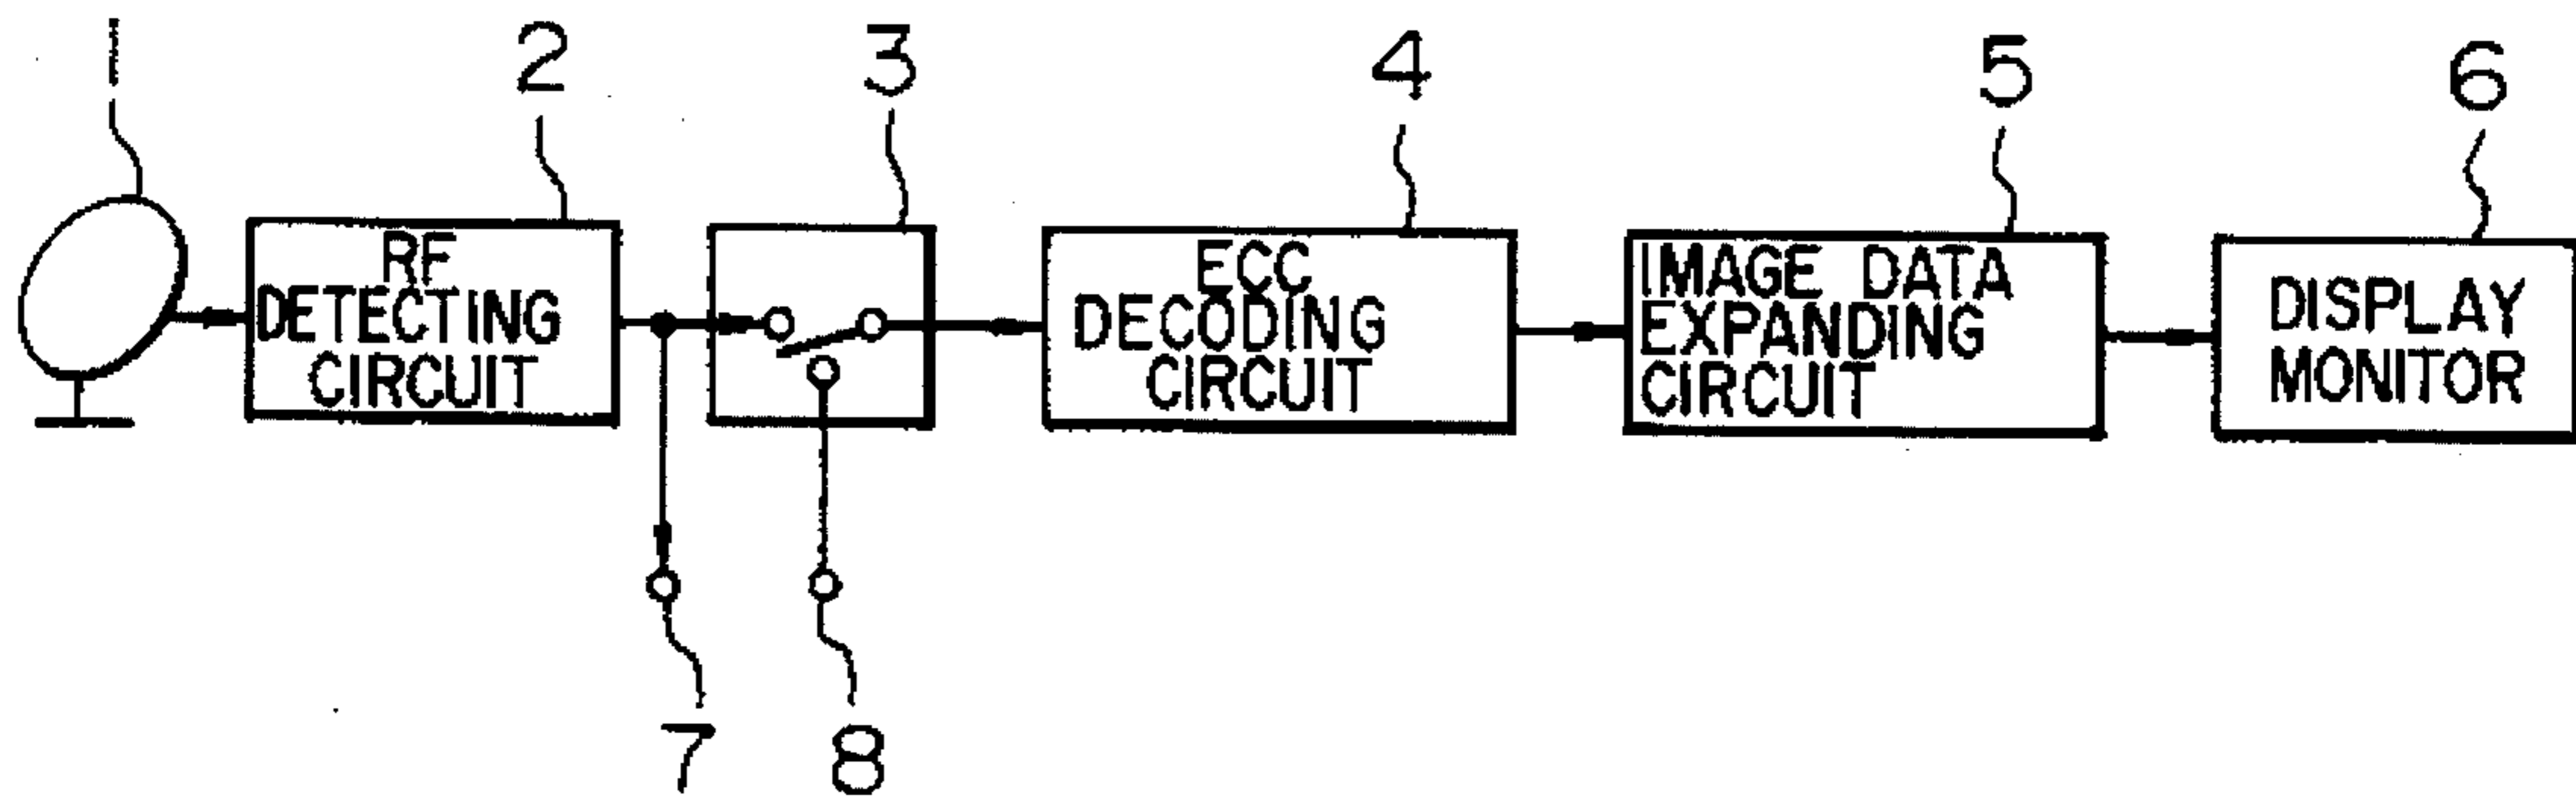 1
2
3
4
5
6
RF
DETECTING
CIRCUIT
ECC
DECODING
CIRCUIT
IMAGE DATA
EXPANDING
CIRCUIT
DISPLAY
MONITOR
7
8